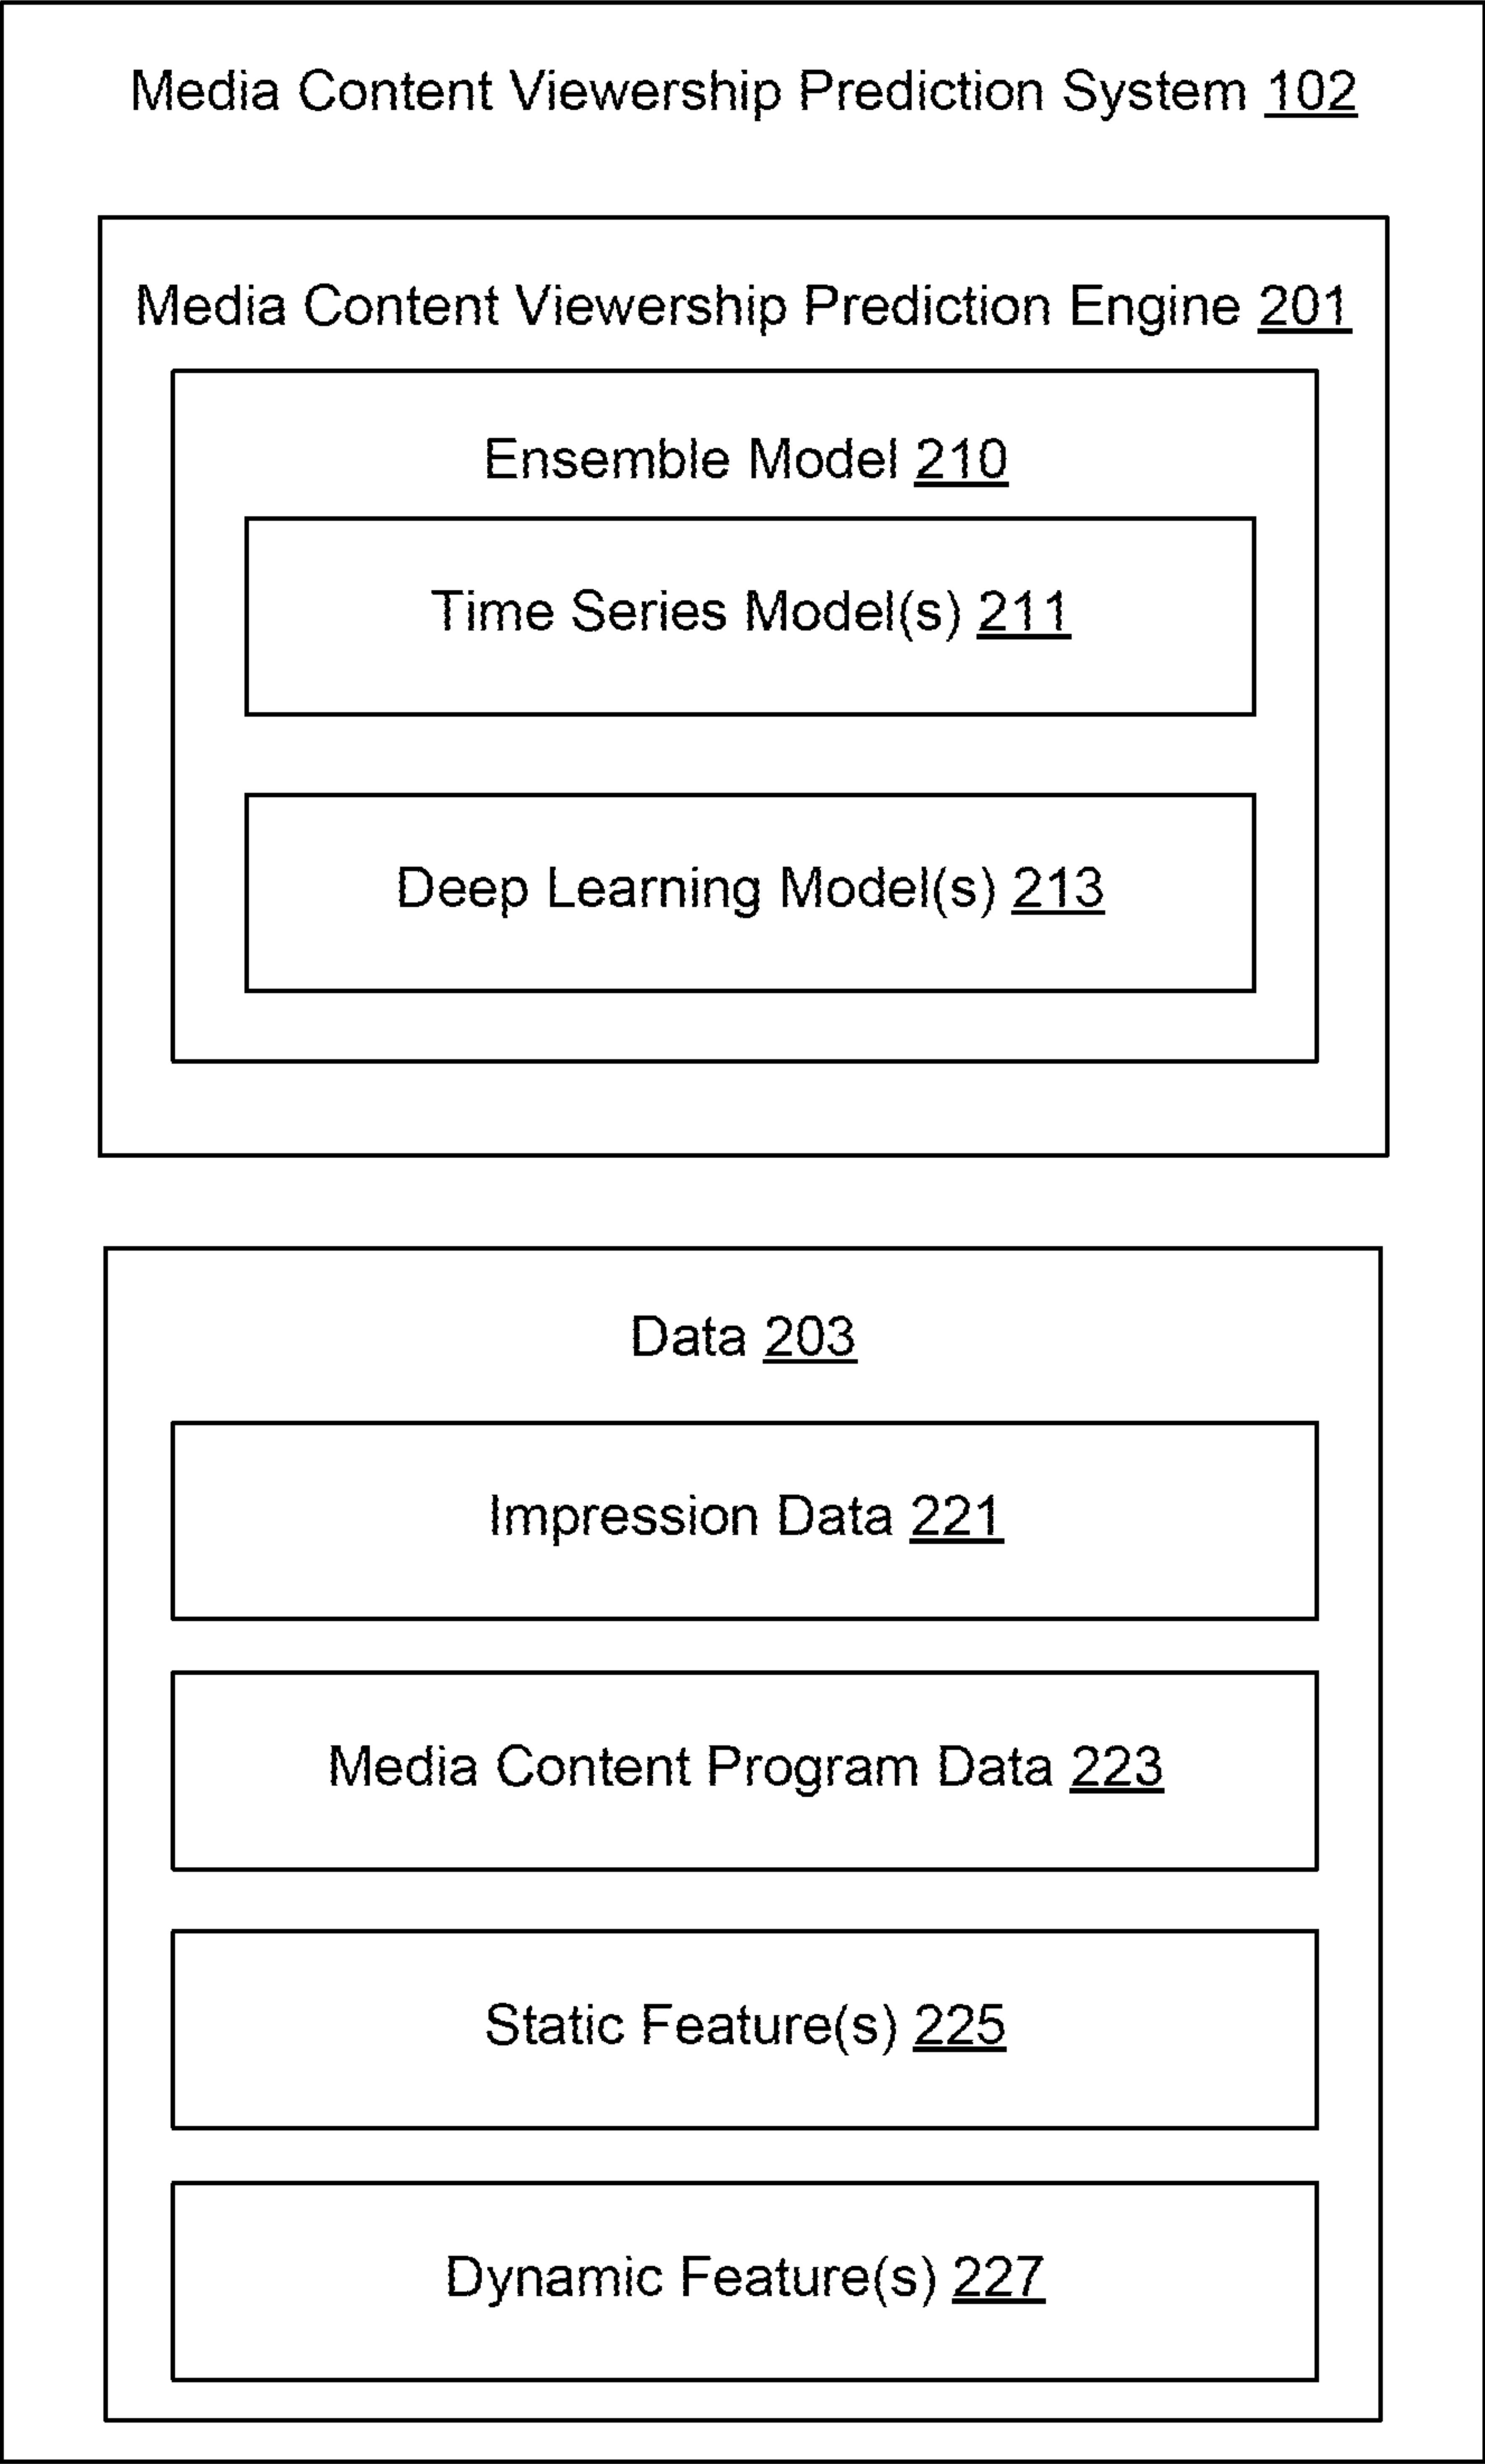 Media Content Viewership Prediction System 102
Media Content Viewership Prediction Engine 201
Ensemble Model 210
Time Series Model(s) 211
Deep Learning Model(s) 213
Data 203
Impression Data 221
Media Content Program Data 223
Static Feature(s) 225
Dynamic Feature(s) 227